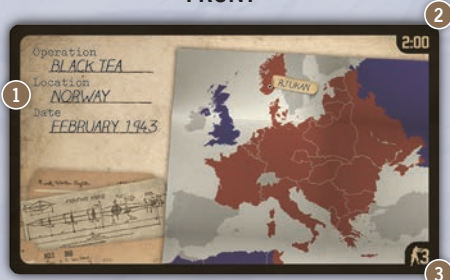 FRONT
2
2:00
Operation
BLACK TEA
Location
NORWAY
Date
FEBRUARY 1943
1
RJUKAN
3
3